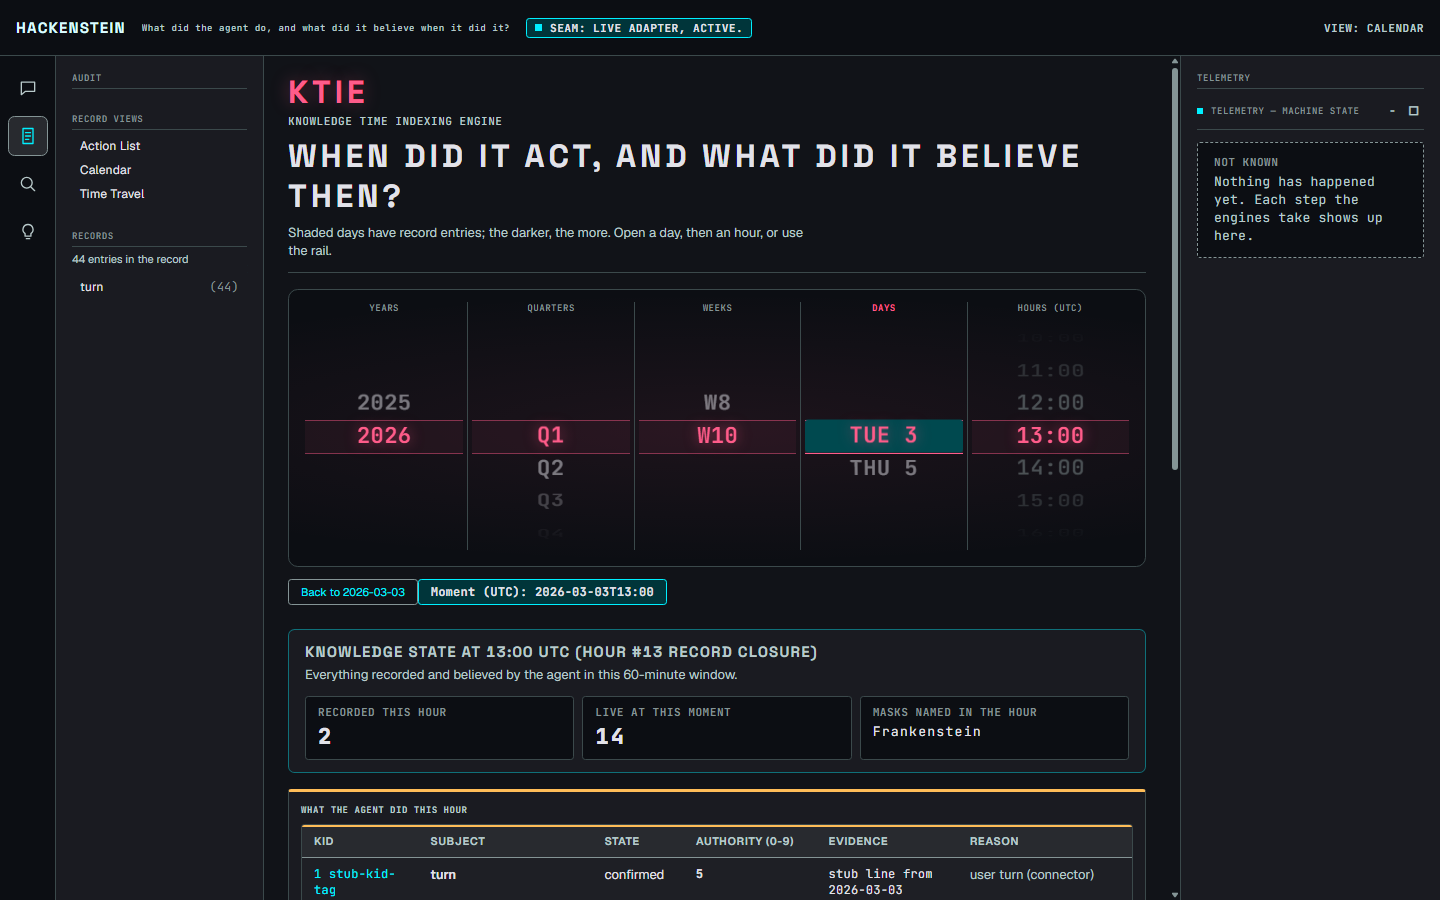 HACKENSTEIN
What did the agent do, and what did it believe when it did it?
SEAM: LIVE ADAPTER, ACTIVE.
VIEW: CALENDAR
AUDIT
RECORD VIEWS
Action List
Calendar
Time Travel
RECORDS
44 entries in the record
turn (44)
KTIE
KNOWLEDGE TIME INDEXING ENGINE
WHEN DID IT ACT, AND WHAT DID IT BELIEVE
THEN?
Shaded days have record entries; the darker, the more. Open a day, then an hour, or use
the rail.
YEARS QUARTERS WEEKS DAYS HOURS (UTC)
11:00
2025 W8 12:00
2026 Q1 W10 TUE 3 13:00
Q2 THU 5 14:00
Q3 15:00
Q4
Back to 2026-03-03
Moment (UTC): 2026-03-03T13:00
KNOWLEDGE STATE AT 13:00 UTC (HOUR #13 RECORD CLOSURE)
Everything recorded and believed by the agent in this 60-minute window.
RECORDED THIS HOUR
2
LIVE AT THIS MOMENT
14
MASKS NAMED IN THE HOUR
Frankenstein
WHAT THE AGENT DID THIS HOUR
KID SUBJECT STATE AUTHORITY (0-9) EVIDENCE REASON
1 stub-kid- turn confirmed 5 stub line from user turn (connector)
tag 2026-03-03
TELEMETRY
TELEMETRY — MACHINE STATE -
NOT KNOWN
Nothing has happened
yet. Each step the
engines take shows up
here.